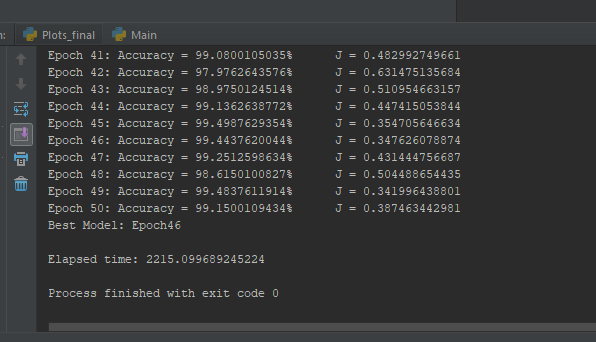 n: Plots_final Main
Epoch 41: Accuracy = 99.0800105035% J = 0.482992749661
Epoch 42: Accuracy = 97.9762643576% J = 0.631475135684
Epoch 43: Accuracy = 98.9750124514% J = 0.510954663157
Epoch 44: Accuracy = 99.1362638772% J = 0.447415053844
Epoch 45: Accuracy = 99.4987629354% J = 0.354705646634
Epoch 46: Accuracy = 99.4437620044% J = 0.347626078874
Epoch 47: Accuracy = 99.2512598634% J = 0.431444756687
Epoch 48: Accuracy = 98.6150100827% J = 0.504488654435
Epoch 49: Accuracy = 99.4837611914% J = 0.341996438801
Epoch 50: Accuracy = 99.1500109434% J = 0.387463442981
Best Model: Epoch46
Elapsed time: 2215.099689245224
Process finished with exit code 0